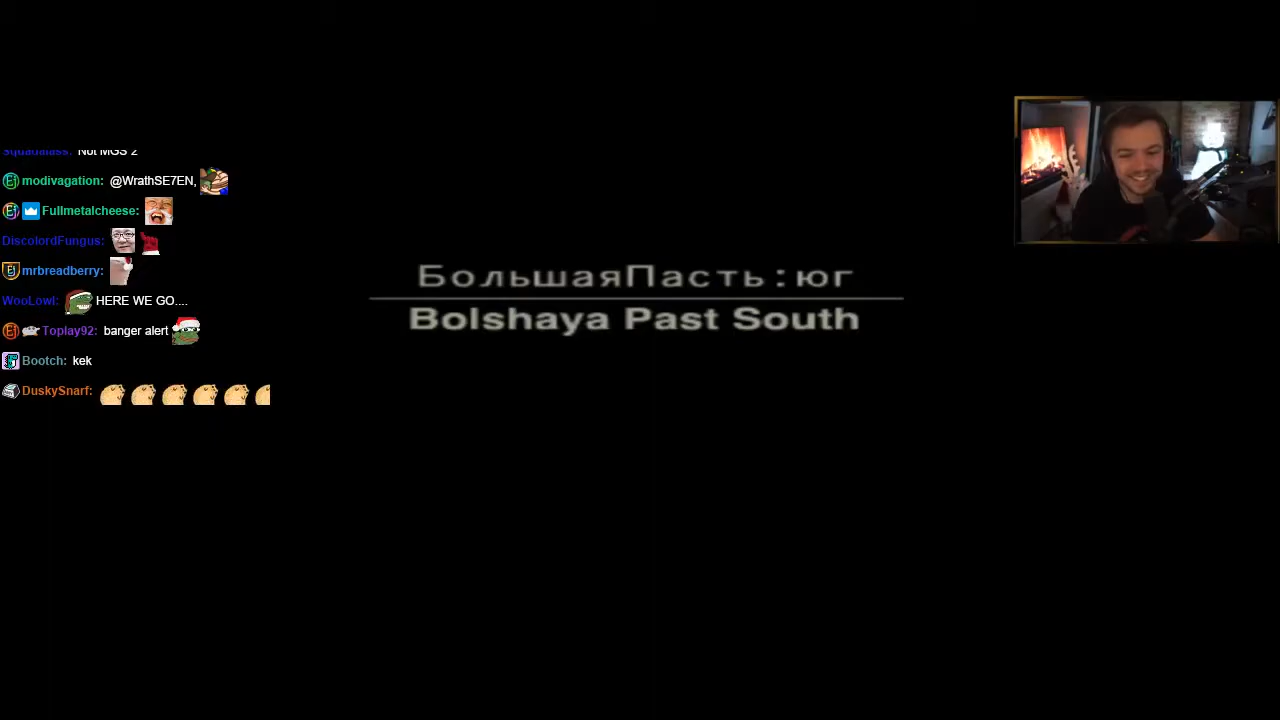 Not MGS 2
modivagation: @WrathSE7EN,
Fullmetalcheese:
DiscolordFungus:
mrbreadberry:
WooLowl: HERE WE GO....
Toplay92: banger alert
Bootch: kek
DuskySnarf:
БольшаяПасть:юг
Bolshaya Past South